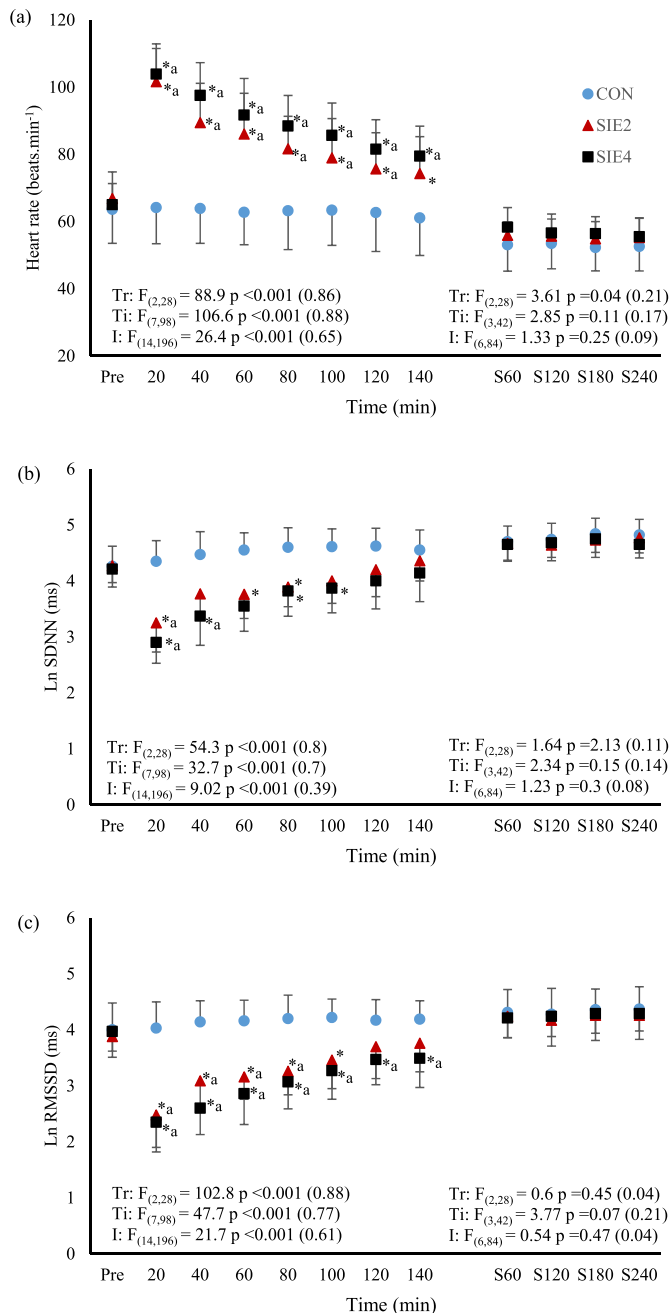 (a)
120
100
80
60
40
20
Heart rate (beats.min⁻¹)
*a
*a
*a
*a
*a
*a
*a
*a
*a
*a
*a
*a
*a
*
CON
SIE2
SIE4
Tr: F(2,28) = 88.9 p <0.001 (0.86)
Ti: F(7,98) = 106.6 p <0.001 (0.88)
I: F(14,196) = 26.4 p <0.001 (0.65)
Tr: F(2,28) = 3.61 p =0.04 (0.21)
Ti: F(3,42) = 2.85 p =0.11 (0.17)
I: F(6,84) = 1.33 p =0.25 (0.09)
Pre 20 40 60 80 100 120 140 S60 S120 S180 S240
Time (min)
(b)
6
5
4
3
2
1
0
Ln SDNN (ms)
*a
*a
*a
*
*
*
*
Tr: F(2,28) = 54.3 p <0.001 (0.8)
Ti: F(7,98) = 32.7 p <0.001 (0.7)
I: F(14,196) = 9.02 p <0.001 (0.39)
Tr: F(2,28) = 1.64 p =2.13 (0.11)
Ti: F(3,42) = 2.34 p =0.15 (0.14)
I: F(6,84) = 1.23 p =0.3 (0.08)
Pre 20 40 60 80 100 120 140 S60 S120 S180 S240
Time (min)
(c)
6
5
4
3
2
1
0
Ln RMSSD (ms)
*a
*a
*a
*a
*a
*a
*a
*a
*
*a
*a
*a
Tr: F(2,28) = 102.8 p <0.001 (0.88)
Ti: F(7,98) = 47.7 p <0.001 (0.77)
I: F(14,196) = 21.7 p <0.001 (0.61)
Tr: F(2,28) = 0.6 p =0.45 (0.04)
Ti: F(3,42) = 3.77 p =0.07 (0.21)
I: F(6,84) = 0.54 p =0.47 (0.04)
Pre 20 40 60 80 100 120 140 S60 S120 S180 S240
Time (min)